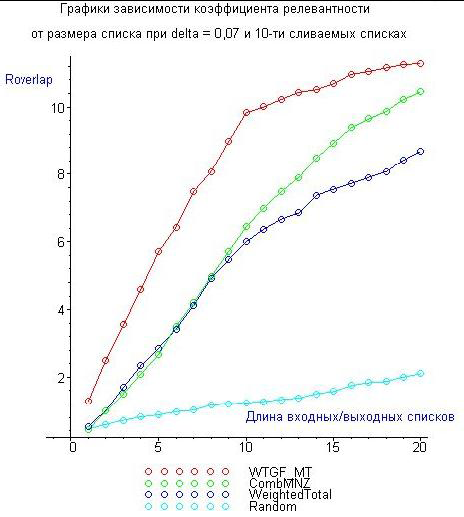 Графики зависимости коэффициента релевантности
от размера списка при delta = 0,07 и 10-ти сливаемых списках
Roverlap
10
8
6
4
2
Длина входных/выходных списков
0 5 10 15 20
WTGF_MT
CombMNZ
WeightedTotal
Random